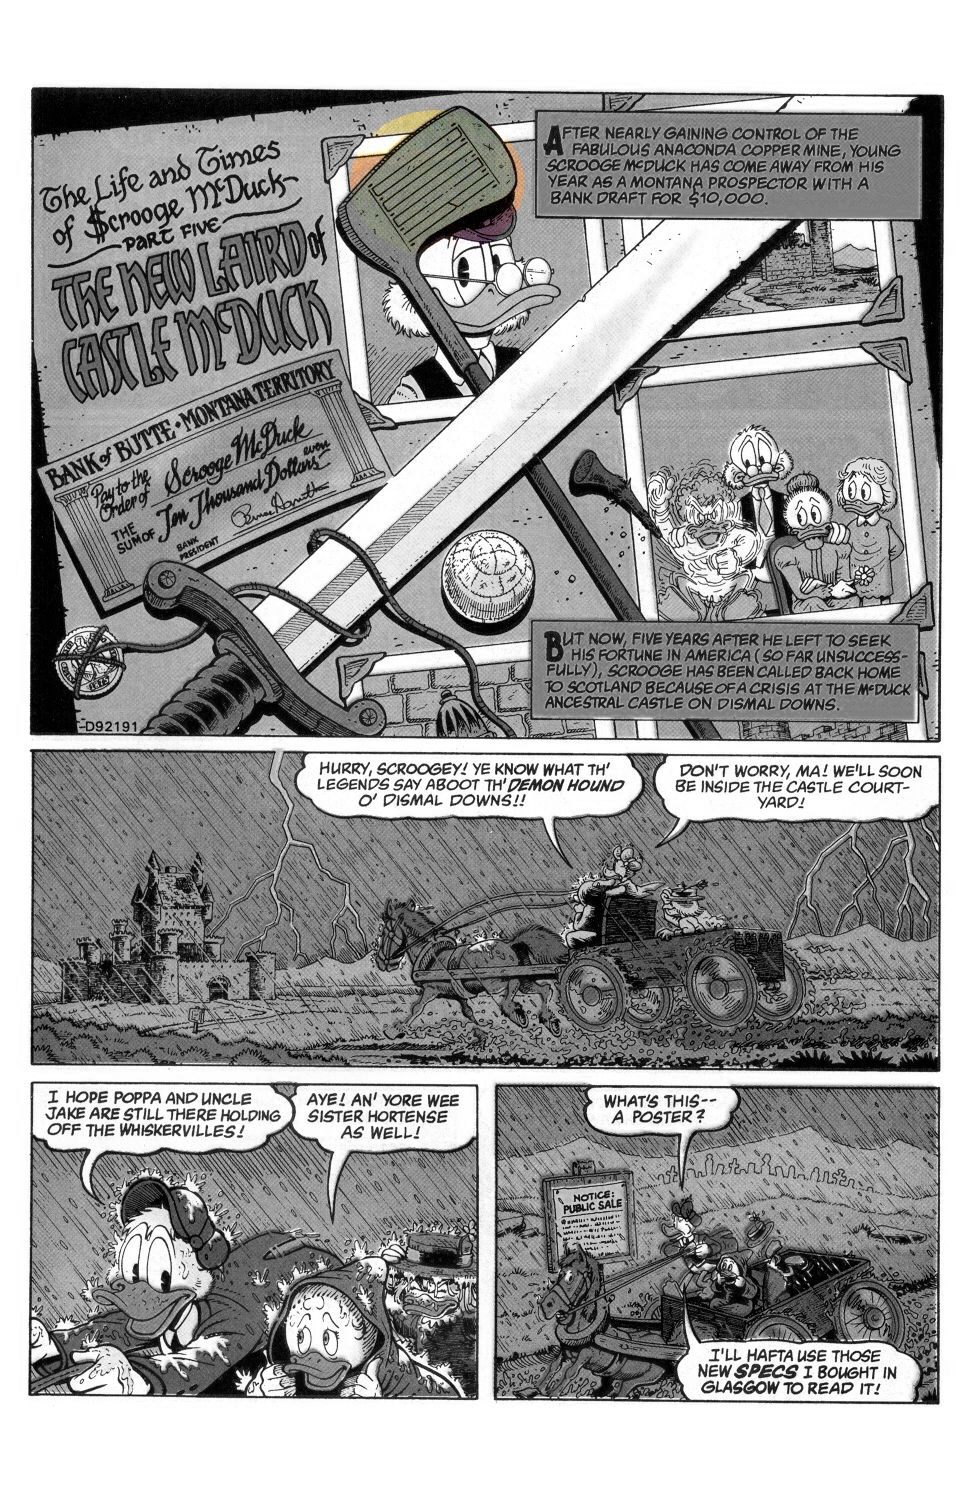 The Life and Times
of $crooge McDuck
PART FIVE
THE NEW LAIRD of
CASTLE McDUCK
AFTER NEARLY GAINING CONTROL OF THE
FABULOUS ANACONDA COPPER MINE, YOUNG
SCROOGE McDUCK HAS COME AWAY FROM HIS
YEAR AS A MONTANA PROSPECTOR WITH A
BANK DRAFT FOR $10,000.
BANK of BUTTE • MONTANA TERRITORY
Pay to the
Order of
Scrooge McDuck
THE
SUM OF
Ten Thousand Dollars even
BANK
PRESIDENT
BUT NOW, FIVE YEARS AFTER HE LEFT TO SEEK
HIS FORTUNE IN AMERICA (SO FAR UNSUCCESS-
FULLY), SCROOGE HAS BEEN CALLED BACK HOME
TO SCOTLAND BECAUSE OF A CRISIS AT THE McDUCK
ANCESTRAL CASTLE ON DISMAL DOWNS.
D92191
HURRY, SCROOGEY! YE KNOW WHAT TH'
LEGENDS SAY ABOOT TH' DEMON HOUND
O' DISMAL DOWNS!!
DON'T WORRY, MA! WE'LL SOON
BE INSIDE THE CASTLE COURT-
YARD!
I HOPE POPPA AND UNCLE
JAKE ARE STILL THERE HOLDING
OFF THE WHISKERVILLES!
AYE! AN' YORE WEE
SISTER HORTENSE
AS WELL!
WHAT'S THIS--
A POSTER?
NOTICE:
PUBLIC SALE
I'LL HAFTA USE THOSE
NEW SPECS I BOUGHT IN
GLASGOW TO READ IT!